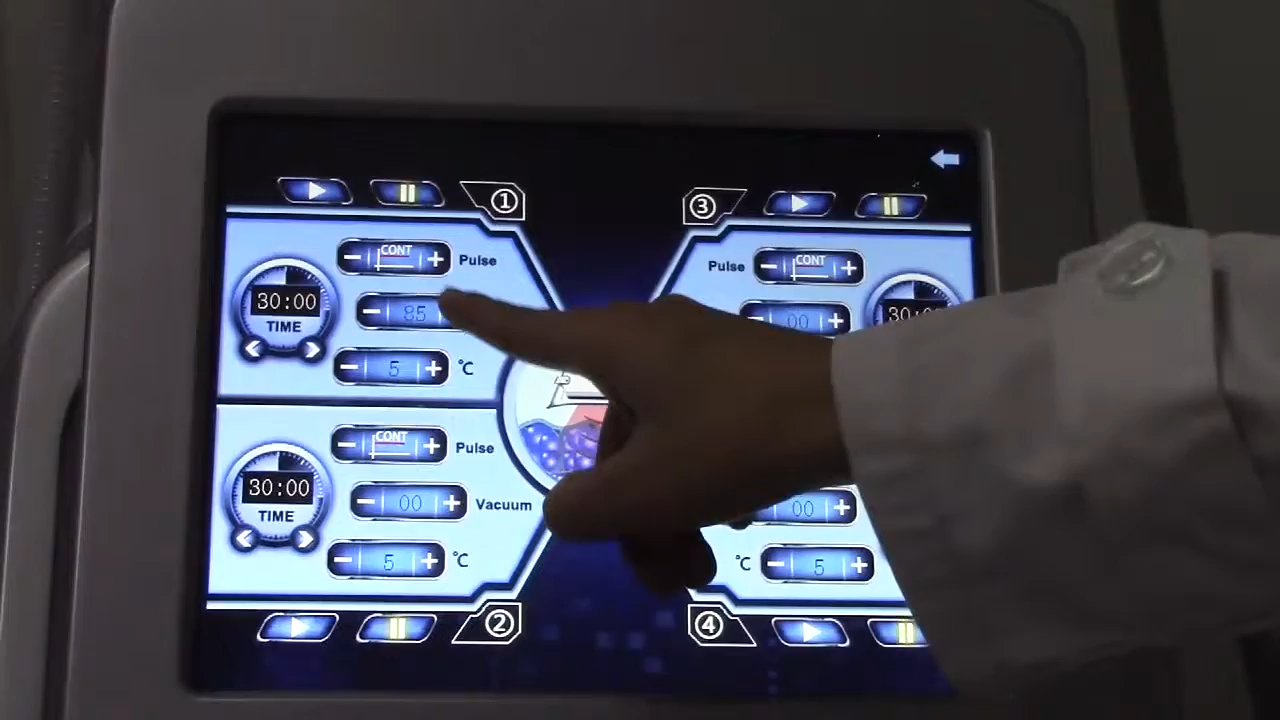 ①
CONT
Pulse
30:00
TIME
85
5
℃
CONT
Pulse
30:00
TIME
00
Vacuum
5
℃
②
③
Pulse
CONT
00
00
℃
5
④